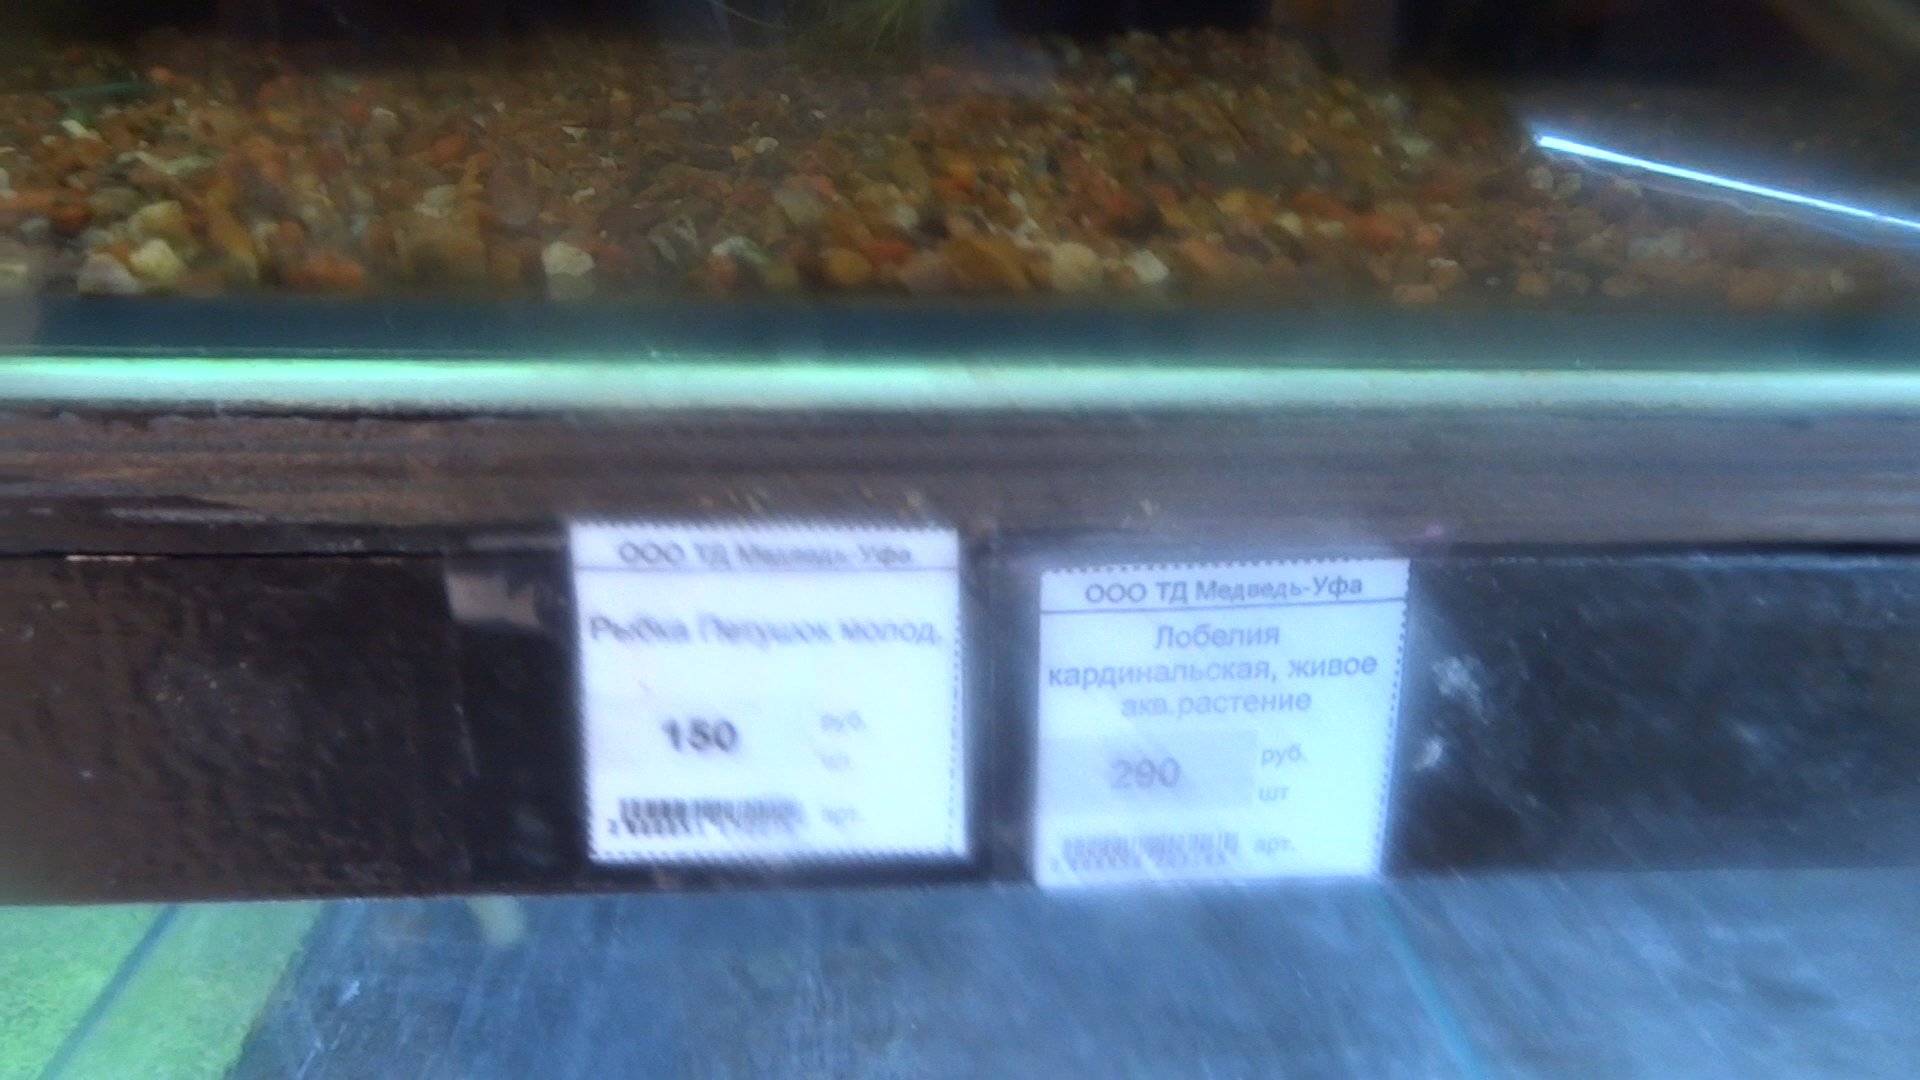 ООО ТД Медведь-Уфа
Рыбка Петушок молод.
150 руб.
шт
арт.
ООО ТД Медведь-Уфа
Лобелия
кардинальская, живое
акв.растение
290 руб.
шт
арт.